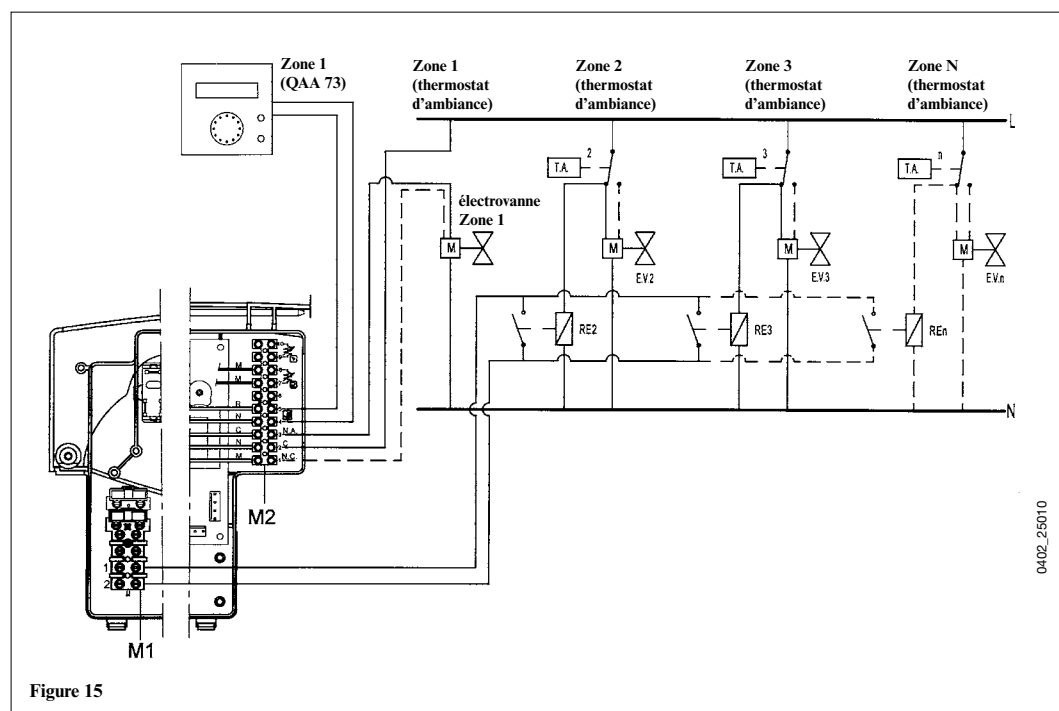 Zone 1
(QAA 73)
Zone 1
(thermostat
d'ambiance)
Zone 2
(thermostat
d'ambiance)
Zone 3
(thermostat
d'ambiance)
Zone N
(thermostat
d'ambiance)
L
2
T.A.
3
T.A.
n
T.A.
électrovanne
Zone 1
M
M
M
M
E.V.2
E.V.3
E.V.n
RE2
RE3
REn
N
M
M
R
N
C
N.A.
N
C
M
N.C.
M2
1
2
M1
0402_25010
Figure 15